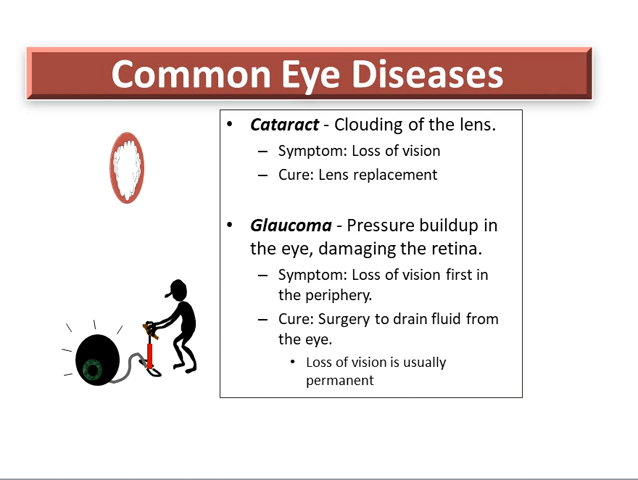 Common Eye Diseases
• Cataract - Clouding of the lens.
– Symptom: Loss of vision
– Cure: Lens replacement
• Glaucoma - Pressure buildup in
the eye, damaging the retina.
– Symptom: Loss of vision first in
the periphery.
– Cure: Surgery to drain fluid from
the eye.
• Loss of vision is usually
permanent